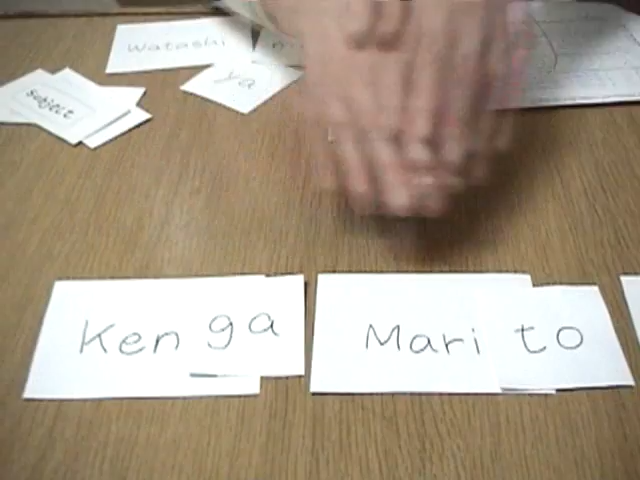 watashi
ya
subject
Ken ga
Mari to